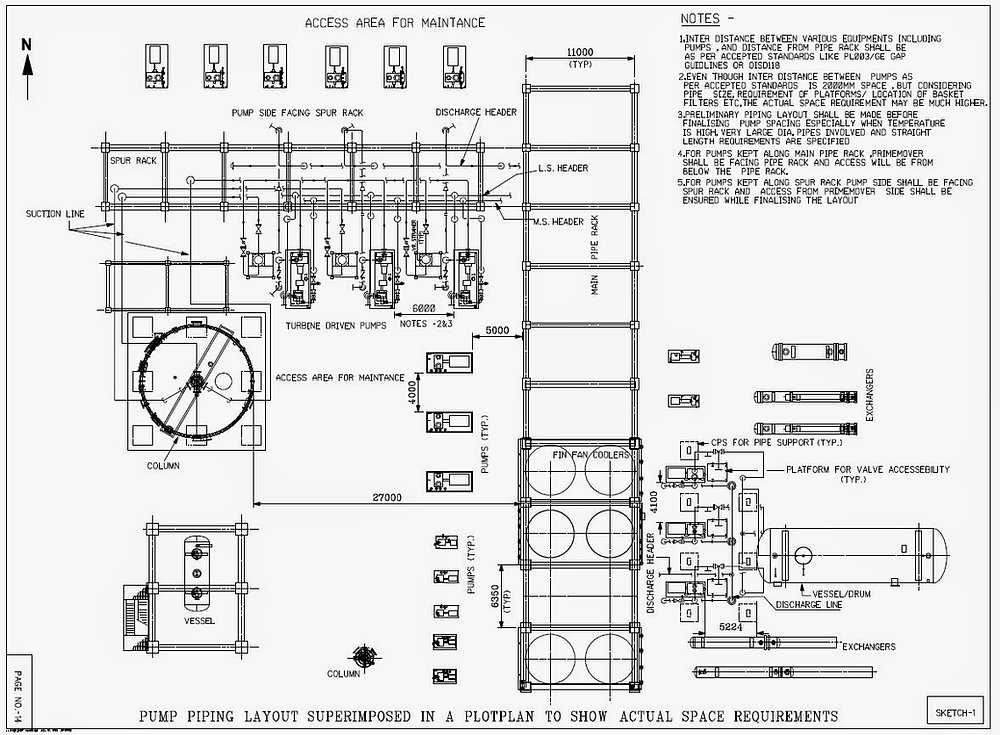 ACCESS AREA FOR MAINTANCE
N
11000
(TYP)
NOTES -
1.INTER DISTANCE BETWEEN VARIOUS EQUIPMENTS INCLUDING
PUMPS ,AND DISTANCE FROM PIPE RACK SHALL BE
AS PER ACCEPTED STANDARDS LIKE PL003/GE GAP
GUIDLINES OR OISD118
2.EVEN THOUGH INTER DISTANCE BETWEEN PUMPS AS
PER ACCEPTED STANDARDS IS 2000MM SPACE ,BUT CONSIDERING
PIPE SIZE,REQUIREMENT OF PLATFORMS/ LOCATION OF BASKET
FILTERS ETC,THE ACTUAL SPACE REQUIREMENT MAY BE MUCH HIGHER.
3.PRELIMINARY PIPING LAYOUT SHALL BE MADE BEFORE
FINALISING PUMP SPACING ESPECIALLY WHEN TEMPERATURE
IS HIGH, VERY LARGE DIA. PIPES INVOLVED AND STRAIGHT
LENGTH REQUIREMENTS ARE SPECIFIED
4.FOR PUMPS KEPT ALONG MAIN PIPE RACK ,PRIMEMOVER
SHALL BE FACING PIPE RACK AND ACCESS WILL BE FROM
BELOW THE PIPE RACK.
5.FOR PUMPS KEPT ALONG SPUR RACK PUMP SIDE SHALL BE FACING
SPUR RACK AND ACCESS FROM PRIMEMOVER SIDE SHALL BE
ENSURED WHILE FINALISING THE LAYOUT
PUMP SIDE FACING SPUR RACK
DISCHARGE HEADER
SPUR RACK
L.S. HEADER
M.S. HEADER
SUCTION LINE
MAIN PIPE RACK
6000
TURBINE DRIVEN PUMPS
NOTES -2&3
5000
ACCESS AREA FOR MAINTANCE
4000
PUMPS (TYP.)
COLUMN
EXCHANGERS
FIN FAN COOLERS
CPS FOR PIPE SUPPORT(TYP.)
PLATFORM FOR VALVE ACCESSEBILITY
(TYP.)
27000
4100
DISCHARGE HEADER
PUMPS (TYP.)
6350
(TYP)
VESSEL
VESSEL/DRUM
DISCHARGE LINE
5224
EXCHANGERS
COLUMN
PAGE NO.-14
PUMP PIPING LAYOUT SUPERIMPOSED IN A PLOTPLAN TO SHOW ACTUAL SPACE REQUIREMENTS
SKETCH-1